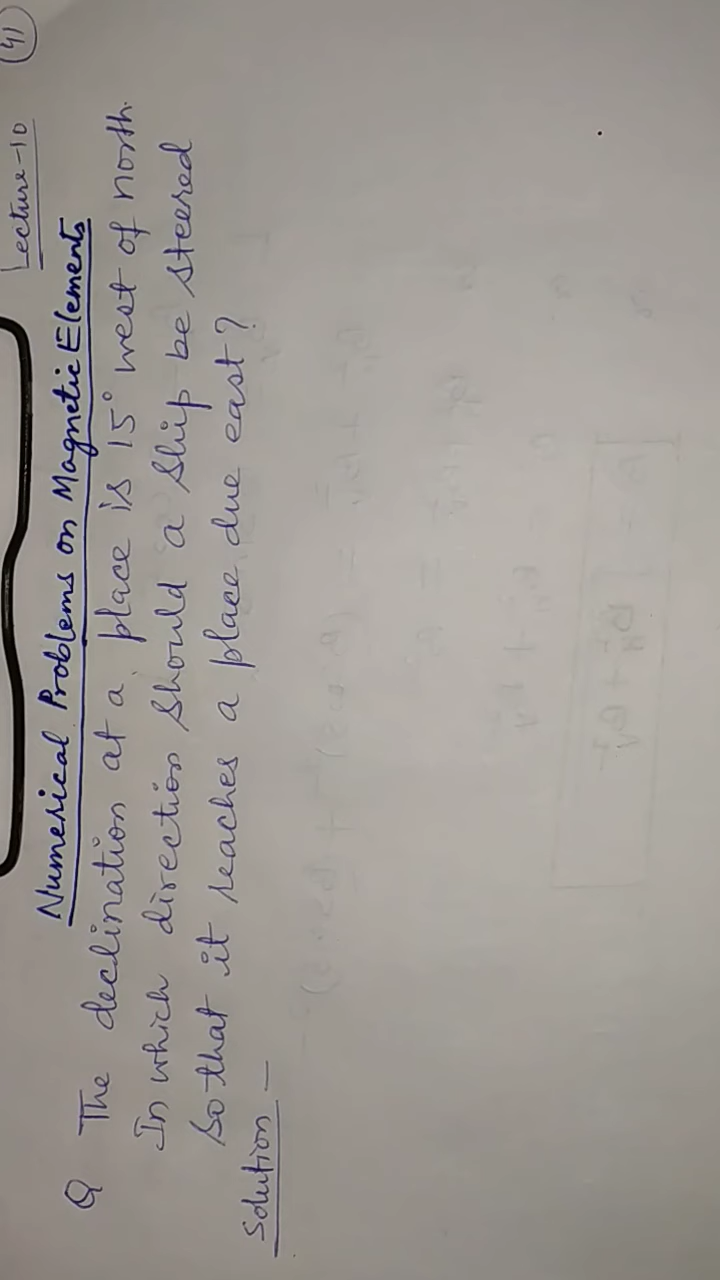 Lecture-10 (41)
Numerical Problems on Magnetic Elements
Q The declination at a place is 15° west of north.
In which direction should a ship be steered
So that it reaches a place due east?
Solution -